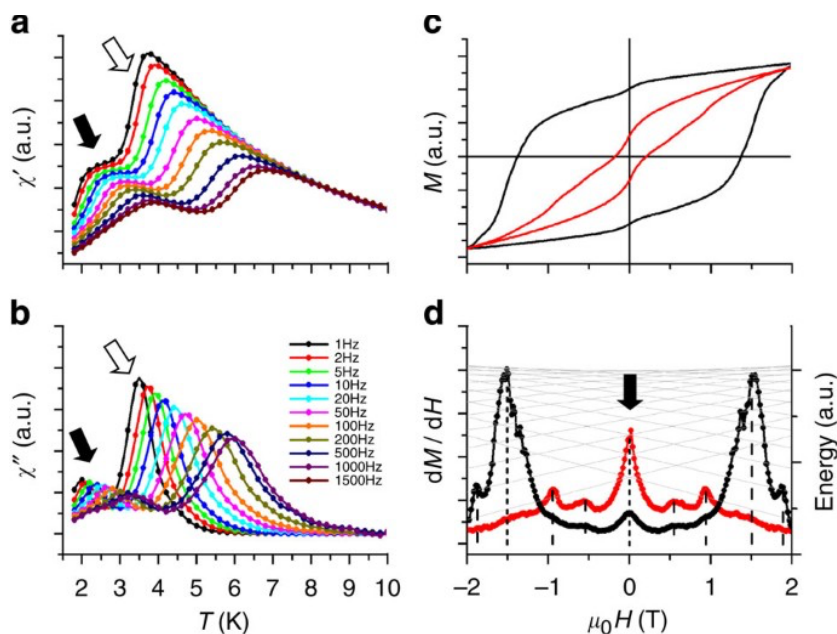 a
χ′ (a.u.)
b
χ″ (a.u.)
1Hz
2Hz
5Hz
10Hz
20Hz
50Hz
100Hz
200Hz
500Hz
1000Hz
1500Hz
2 3 4 5 6 7 8 9 10
T (K)
c
M (a.u.)
d
dM / dH
Energy (a.u.)
−2 −1 0 1 2
μ0H (T)